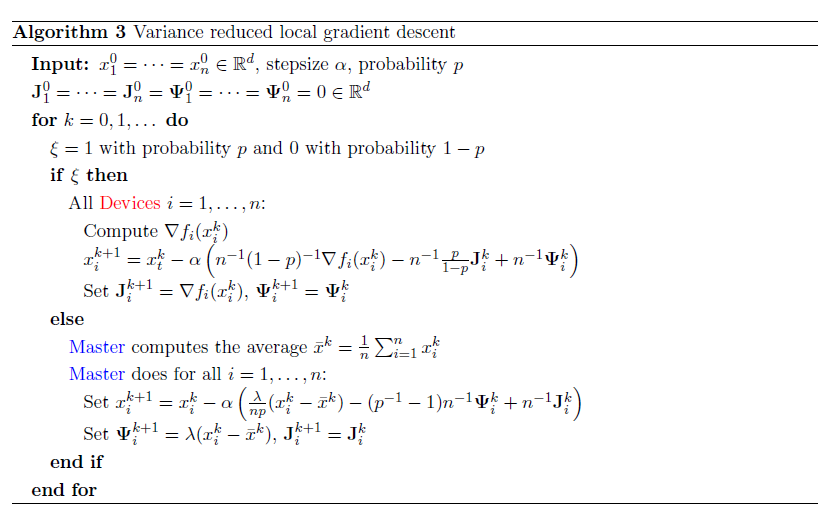 Algorithm 3 Variance reduced local gradient descent
Input: $x_1^0 = \cdots = x_n^0 \in \mathbb{R}^d$, stepsize $\alpha$, probability $p$
$\mathbf{J}_1^0 = \cdots = \mathbf{J}_n^0 = \mathbf{\Psi}_1^0 = \cdots = \mathbf{\Psi}_n^0 = 0 \in \mathbb{R}^d$
for $k = 0, 1, \ldots$ do
$\xi = 1$ with probability $p$ and 0 with probability $1 - p$
if $\xi$ then
All Devices $i = 1, \ldots, n$:
Compute $\nabla f_i(x_i^k)$
$x_i^{k+1} = x_t^k - \alpha \left( n^{-1}(1-p)^{-1} \nabla f_i(x_i^k) - n^{-1} \frac{p}{1-p} \mathbf{J}_i^k + n^{-1} \mathbf{\Psi}_i^k \right)$
Set $\mathbf{J}_i^{k+1} = \nabla f_i(x_i^k)$, $\mathbf{\Psi}_i^{k+1} = \mathbf{\Psi}_i^k$
else
Master computes the average $\bar{x}^k = \frac{1}{n} \sum_{i=1}^n x_i^k$
Master does for all $i = 1, \ldots, n$:
Set $x_i^{k+1} = x_i^k - \alpha \left( \frac{\lambda}{np}(x_i^k - \bar{x}^k) - (p^{-1} - 1)n^{-1} \mathbf{\Psi}_i^k + n^{-1} \mathbf{J}_i^k \right)$
Set $\mathbf{\Psi}_i^{k+1} = \lambda(x_i^k - \bar{x}^k)$, $\mathbf{J}_i^{k+1} = \mathbf{J}_i^k$
end if
end for